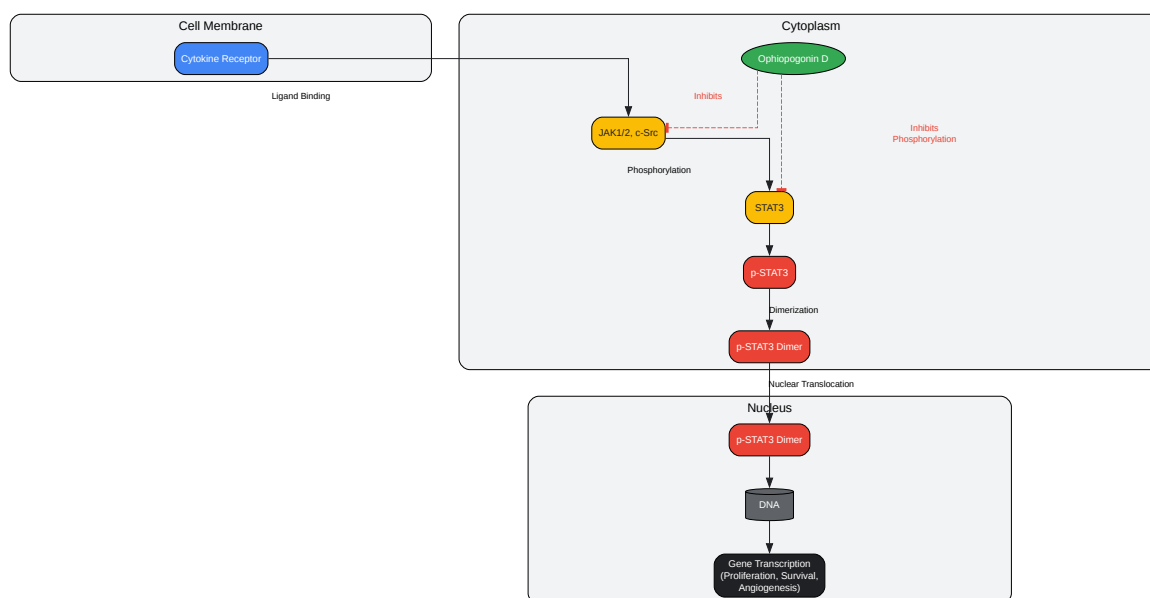 Cell Membrane
Cytoplasm
Cytokine Receptor
Ophiopogonin D
Ligand Binding
Inhibits
JAK1/2, c-Src
Inhibits
Phosphorylation
Phosphorylation
STAT3
p-STAT3
Dimerization
p-STAT3 Dimer
Nuclear Translocation
Nucleus
p-STAT3 Dimer
DNA
Gene Transcription
(Proliferation, Survival,
Angiogenesis)